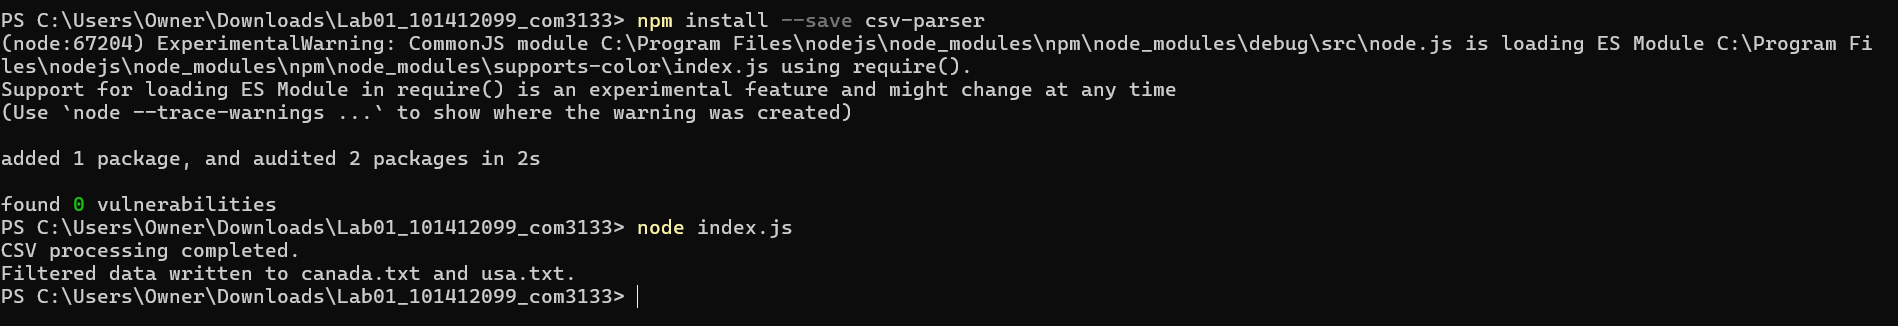 PS C:\Users\Owner\Downloads\Lab01_101412099_com3133> npm install --save csv-parser
(node:67204) ExperimentalWarning: CommonJS module C:\Program Files\nodejs\node_modules\npm\node_modules\debug\src\node.js is loading ES Module C:\Program Fi
les\nodejs\node_modules\npm\node_modules\supports-color\index.js using require().
Support for loading ES Module in require() is an experimental feature and might change at any time
(Use `node --trace-warnings ...` to show where the warning was created)
added 1 package, and audited 2 packages in 2s
found 0 vulnerabilities
PS C:\Users\Owner\Downloads\Lab01_101412099_com3133> node index.js
CSV processing completed.
Filtered data written to canada.txt and usa.txt.
PS C:\Users\Owner\Downloads\Lab01_101412099_com3133>